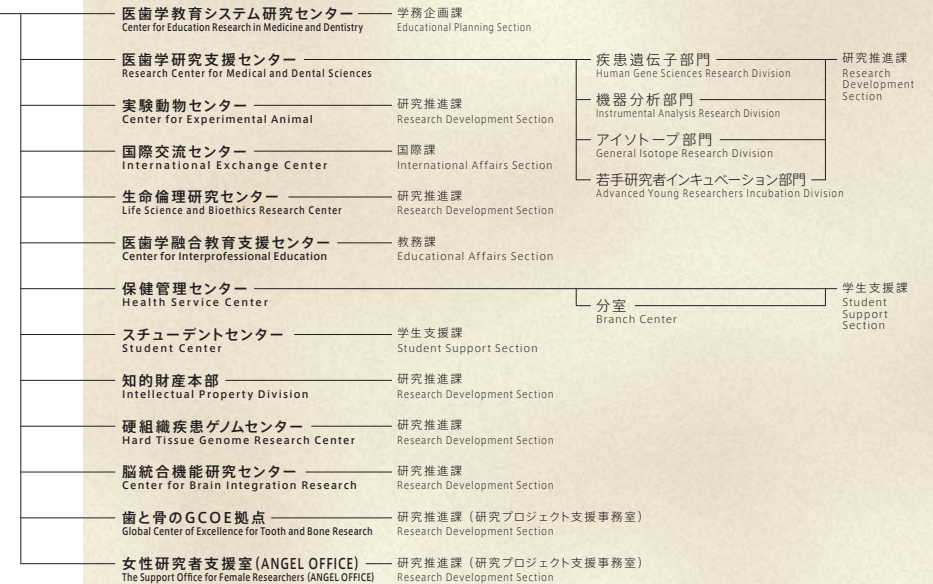 医歯学教育システム研究センター 学務企画課
Center for Education Research in Medicine and Dentistry Educational Planning Section
医歯学研究支援センター 疾患遺伝子部門 研究推進課
Research Center for Medical and Dental Sciences Human Gene Sciences Research Division Research Development Section
機器分析部門
Instrumental Analysis Research Division
アイソトープ部門
General Isotope Research Division
若手研究者インキュベーション部門
Advanced Young Researchers Incubation Division
実験動物センター 研究推進課
Center for Experimental Animal Research Development Section
国際交流センター 国際課
International Exchange Center International Affairs Section
生命倫理研究センター 研究推進課
Life Science and Bioethics Research Center Research Development Section
医歯学融合教育支援センター 教務課
Center for Interprofessional Education Educational Affairs Section
保健管理センター 学生支援課
Health Service Center Student Support Section
分室
Branch Center
スチューデントセンター 学生支援課
Student Center Student Support Section
知的財産本部 研究推進課
Intellectual Property Division Research Development Section
硬組織疾患ゲノムセンター 研究推進課
Hard Tissue Genome Research Center Research Development Section
脳統合機能研究センター 研究推進課
Center for Brain Integration Research Research Development Section
歯と骨のGCOE拠点 研究推進課（研究プロジェクト支援事務室）
Global Center of Excellence for Tooth and Bone Research Research Development Section
女性研究者支援室(ANGEL OFFICE) 研究推進課（研究プロジェクト支援事務室）
The Support Office for Female Researchers (ANGEL OFFICE) Research Development Section